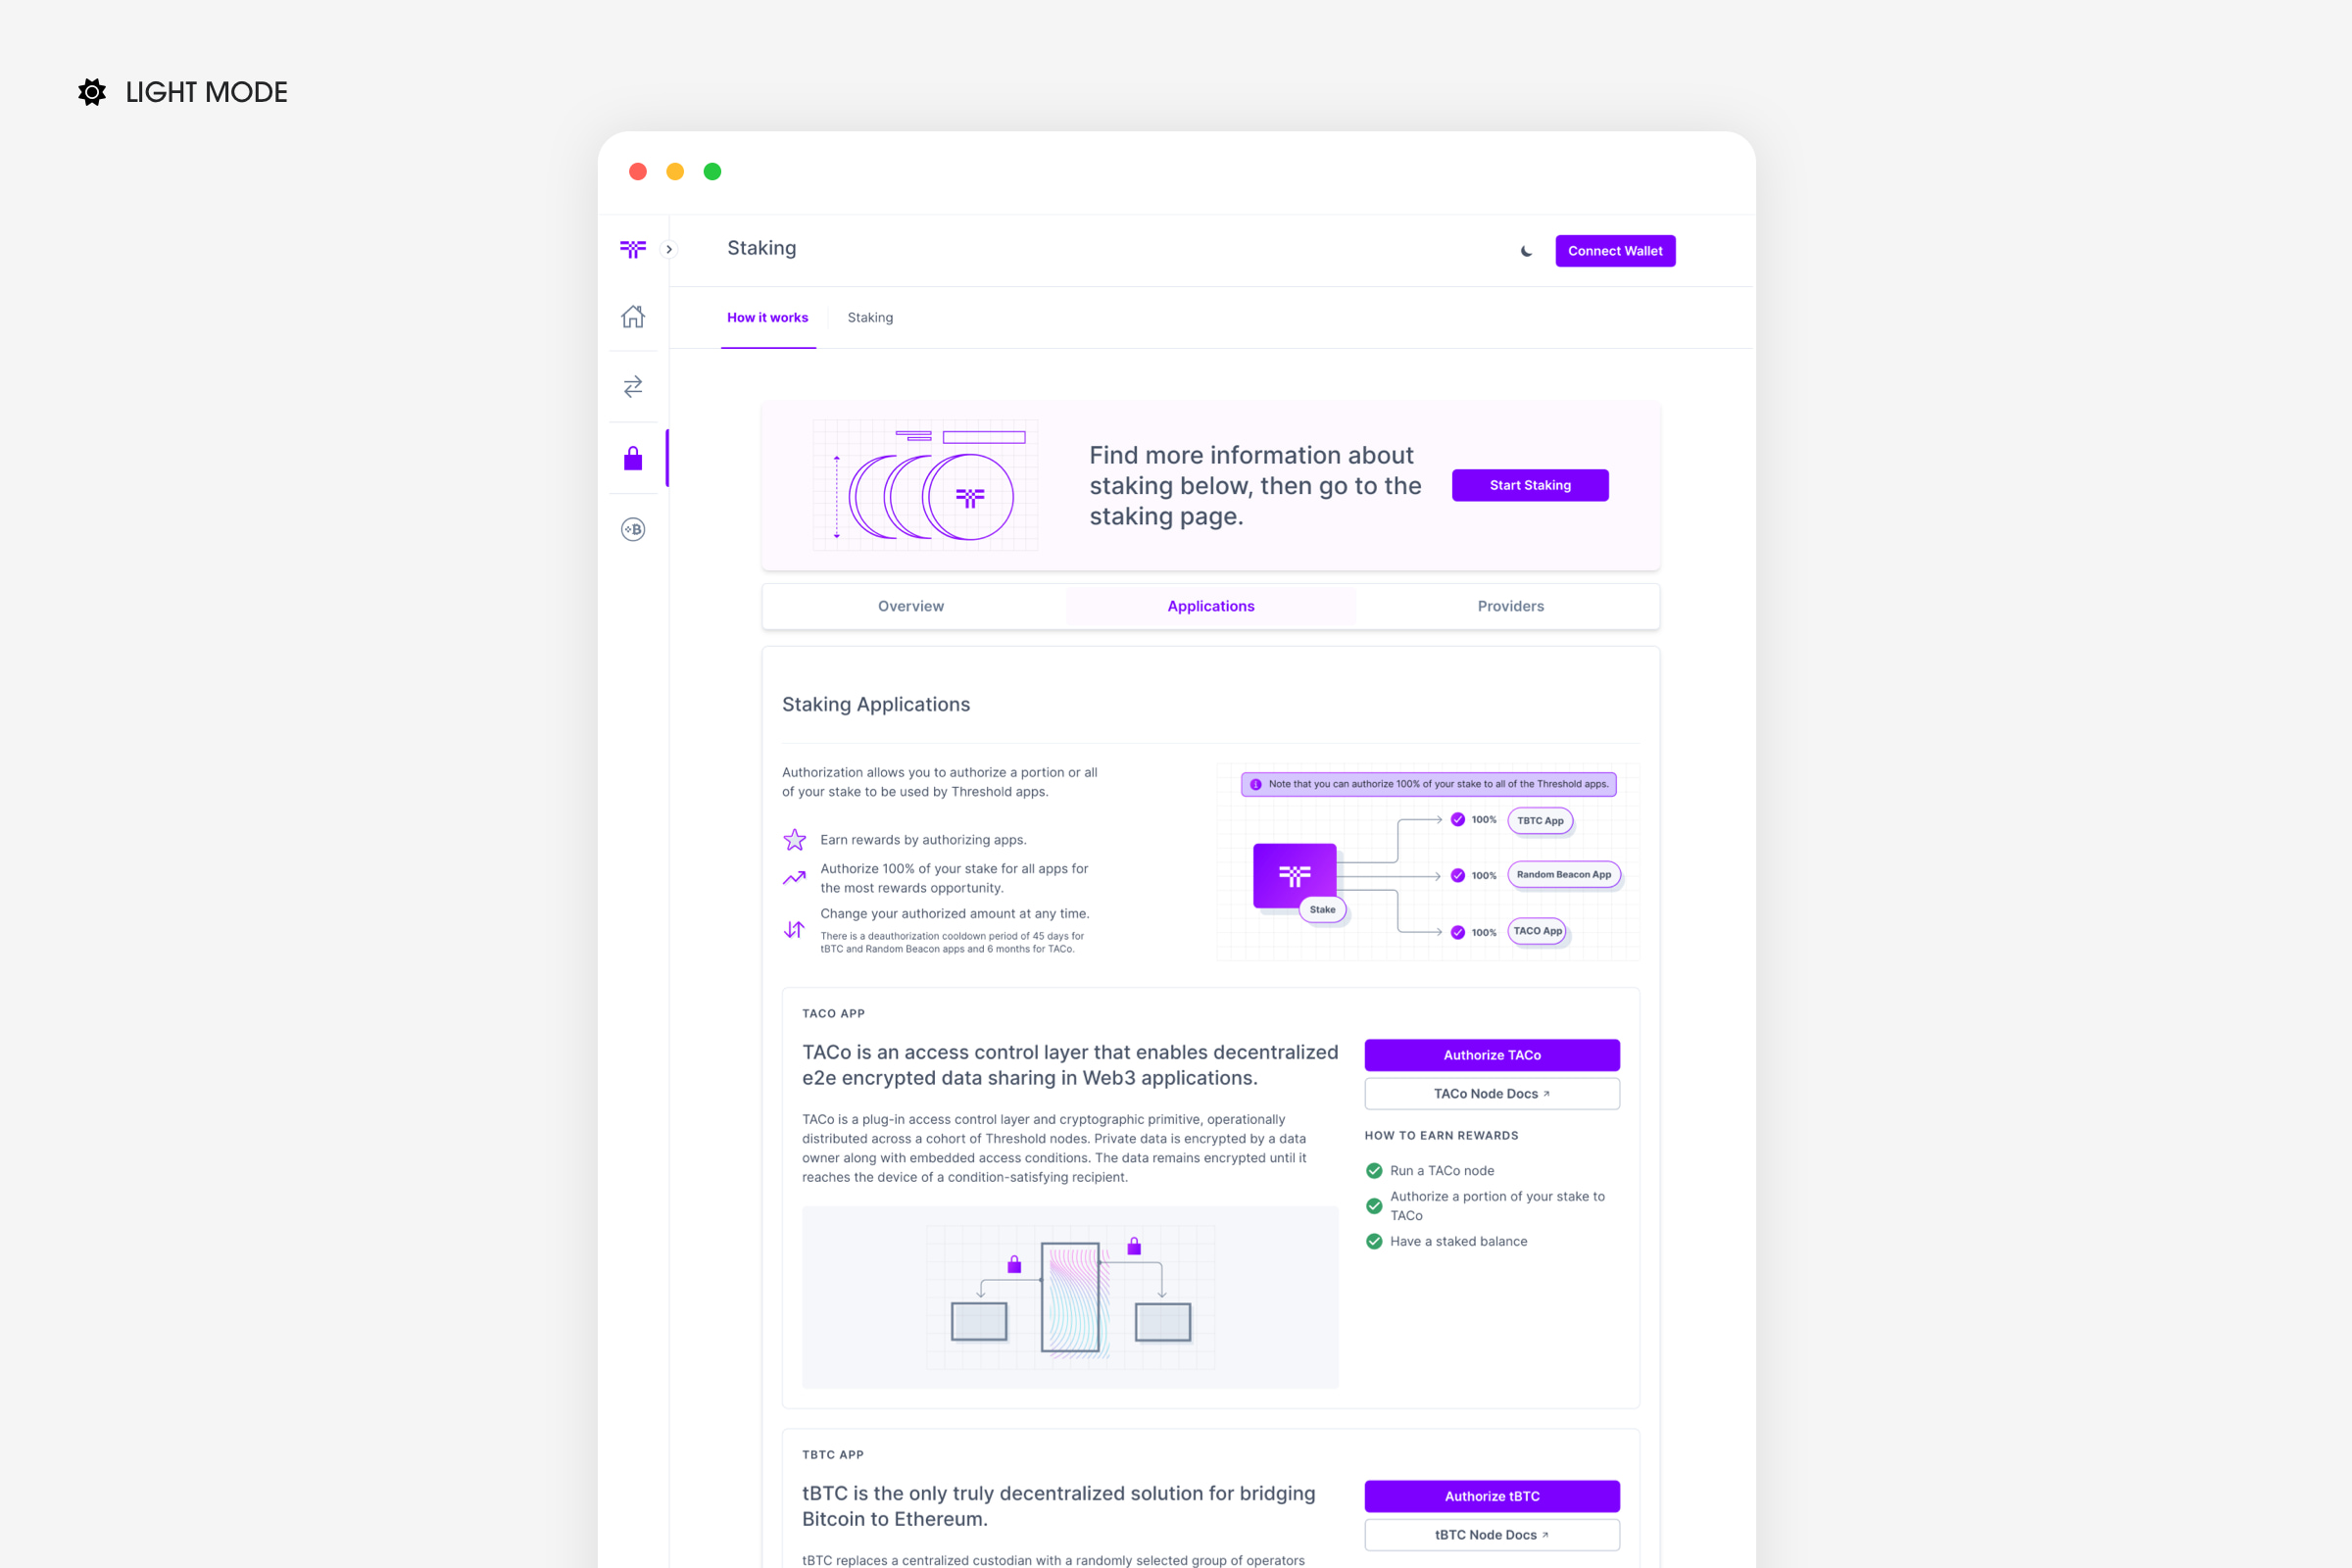 LIGHT MODE
Staking
Connect Wallet
How it works
Staking
Find more information about
staking below, then go to the
staking page.
Start Staking
Overview
Applications
Providers
Staking Applications
Authorization allows you to authorize a portion or all
of your stake to be used by Threshold apps.
Earn rewards by authorizing apps.
Authorize 100% of your stake for all apps for
the most rewards opportunity.
Change your authorized amount at any time.
There is a deauthorization cooldown period of 45 days for
tBTC and Random Beacon apps and 6 months for TACo.
Note that you can authorize 100% of your stake to all of the Threshold apps.
100%
TBTC App
100%
Random Beacon App
Stake
100%
TACO App
TACO APP
TACo is an access control layer that enables decentralized
e2e encrypted data sharing in Web3 applications.
TACo is a plug-in access control layer and cryptographic primitive, operationally
distributed across a cohort of Threshold nodes. Private data is encrypted by a data
owner along with embedded access conditions. The data remains encrypted until it
reaches the device of a condition-satisfying recipient.
Authorize TACo
TACo Node Docs
HOW TO EARN REWARDS
Run a TACo node
Authorize a portion of your stake to
TACo
Have a staked balance
TBTC APP
tBTC is the only truly decentralized solution for bridging
Bitcoin to Ethereum.
tBTC replaces a centralized custodian with a randomly selected group of operators
Authorize tBTC
tBTC Node Docs